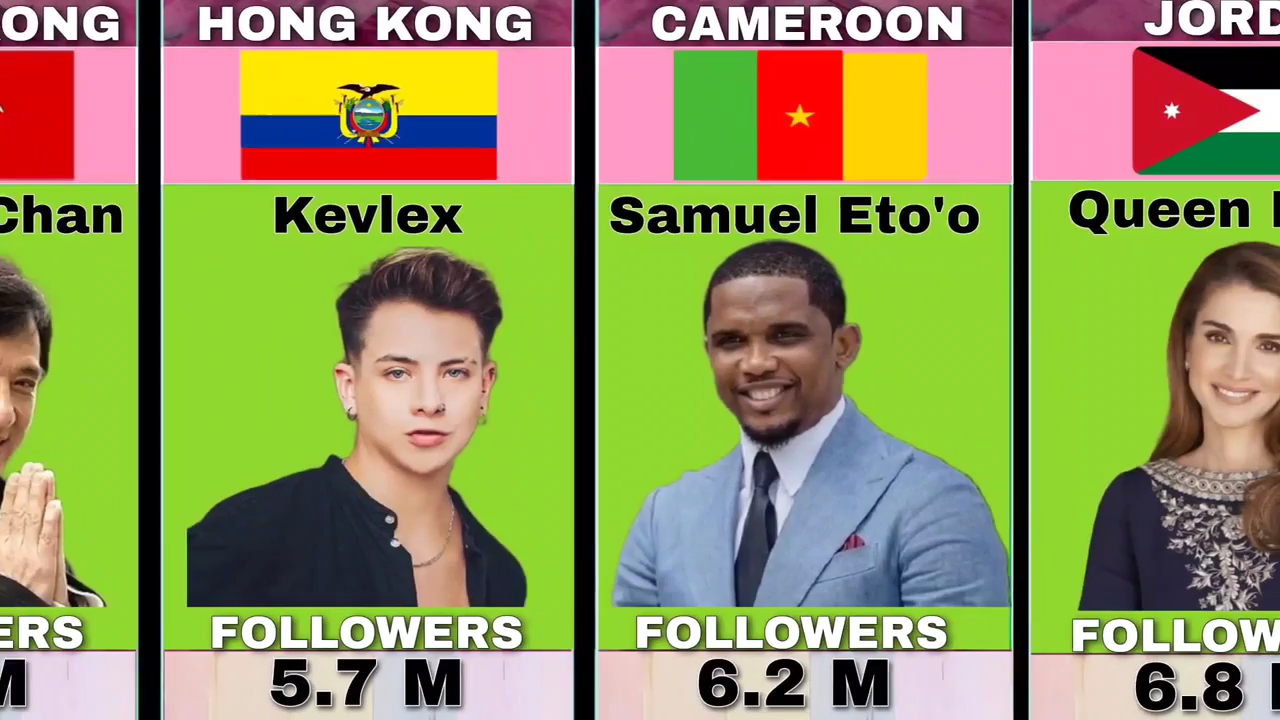 ONG
Chan
ERS
M
HONG KONG
Kevlex
FOLLOWERS
5.7 M
CAMEROON
Samuel Eto'o
FOLLOWERS
6.2 M
JORD
Queen
FOLLOW
6.8